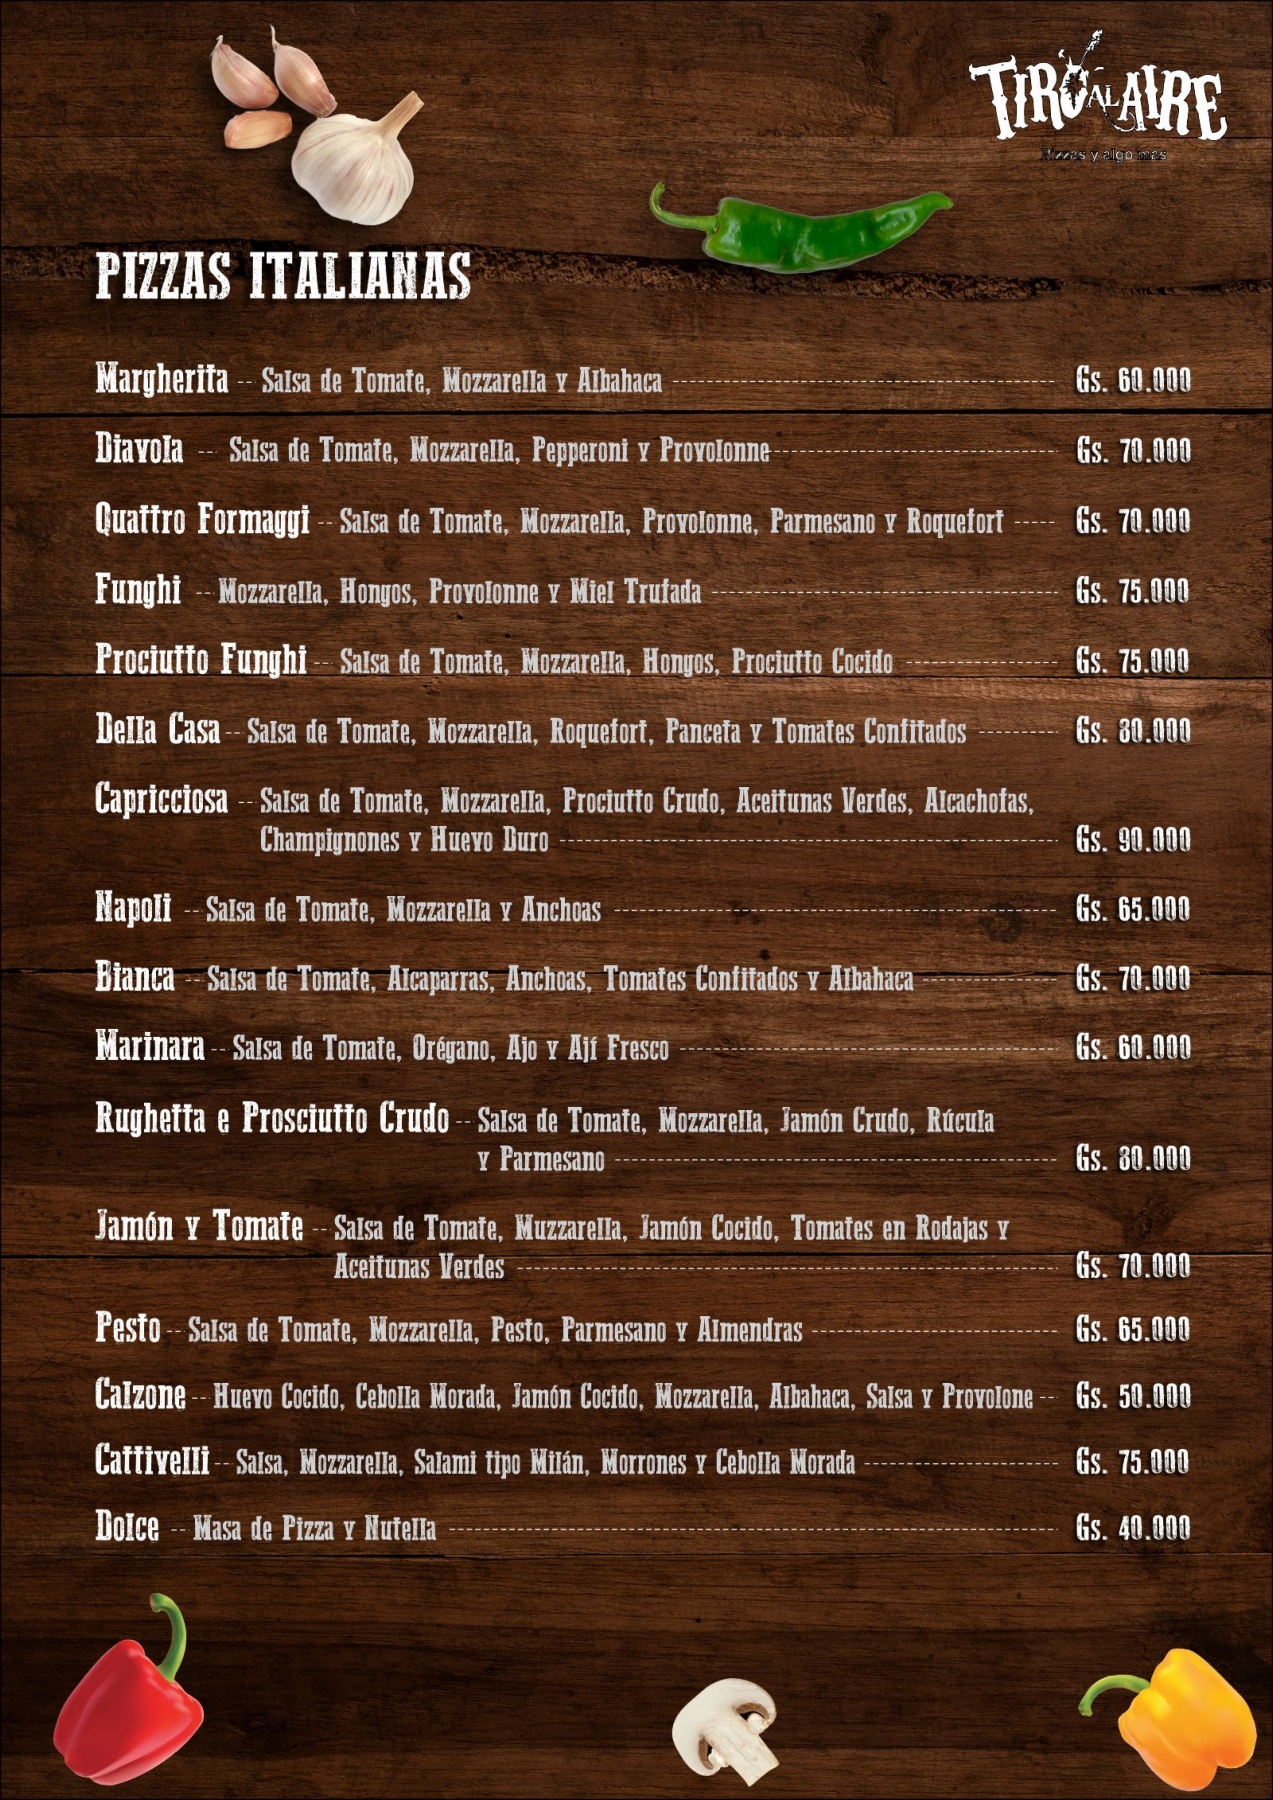 TIRO AL AIRE
Pizzas y algo mas
PIZZAS ITALIANAS
Margherita -- Salsa de Tomate, Mozzarella y Albahaca Gs. 60.000
Diavola -- Salsa de Tomate, Mozzarella, Pepperoni y Provolonne Gs. 70.000
Quattro Formaggi -- Salsa de Tomate, Mozzarella, Provolonne, Parmesano y Roquefort Gs. 70.000
Funghi -- Mozzarella, Hongos, Provolonne y Miel Trufada Gs. 75.000
Prociutto Funghi -- Salsa de Tomate, Mozzarella, Hongos, Prociutto Cocido Gs. 75.000
Della Casa -- Salsa de Tomate, Mozzarella, Roquefort, Panceta y Tomates Confitados Gs. 80.000
Capricciosa -- Salsa de Tomate, Mozzarella, Prociutto Crudo, Aceitunas Verdes, Alcachofas,
Champignones y Huevo Duro Gs. 90.000
Napoli -- Salsa de Tomate, Mozzarella y Anchoas Gs. 65.000
Bianca -- Salsa de Tomate, Alcaparras, Anchoas, Tomates Confitados y Albahaca Gs. 70.000
Marinara -- Salsa de Tomate, Orégano, Ajo y Ají Fresco Gs. 60.000
Rughetta e Prosciutto Crudo -- Salsa de Tomate, Mozzarella, Jamón Crudo, Rúcula
y Parmesano Gs. 80.000
Jamón y Tomate -- Salsa de Tomate, Muzzarella, Jamón Cocido, Tomates en Rodajas y
Aceitunas Verdes Gs. 70.000
Pesto -- Salsa de Tomate, Mozzarella, Pesto, Parmesano y Almendras Gs. 65.000
Calzone -- Huevo Cocido, Cebolla Morada, Jamón Cocido, Mozzarella, Albahaca, Salsa y Provolone -- Gs. 50.000
Cattivelli -- Salsa, Mozzarella, Salami tipo Milán, Morrones y Cebolla Morada Gs. 75.000
Dolce -- Masa de Pizza y Nutella Gs. 40.000